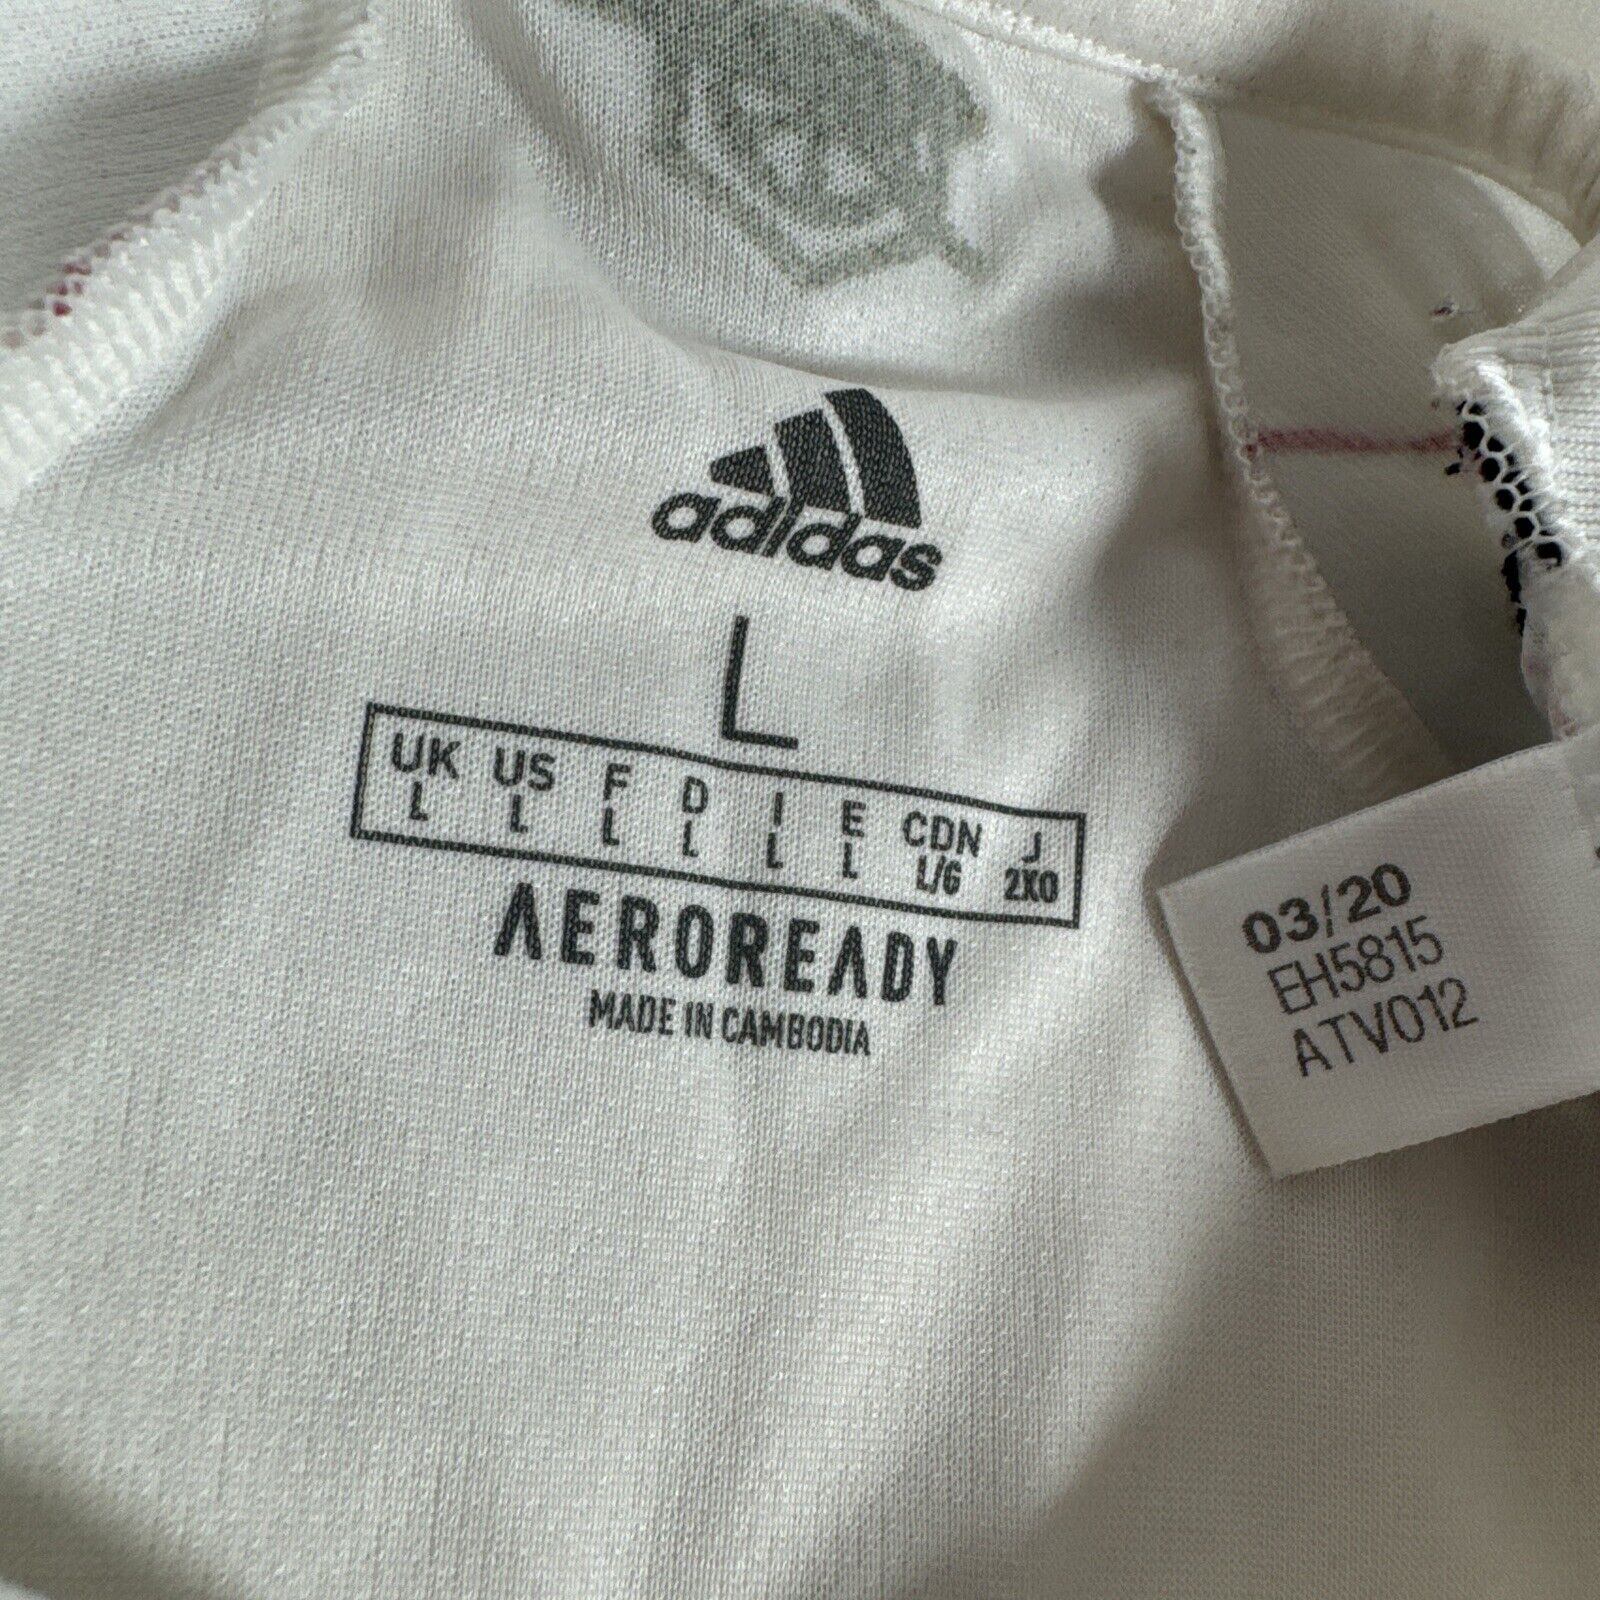 adidas
L
UK US F D I E CDN J
L L L L L L L/G 2XO
AEROREADY
MADE IN CAMBODIA
03/20
EH5815
ATV012